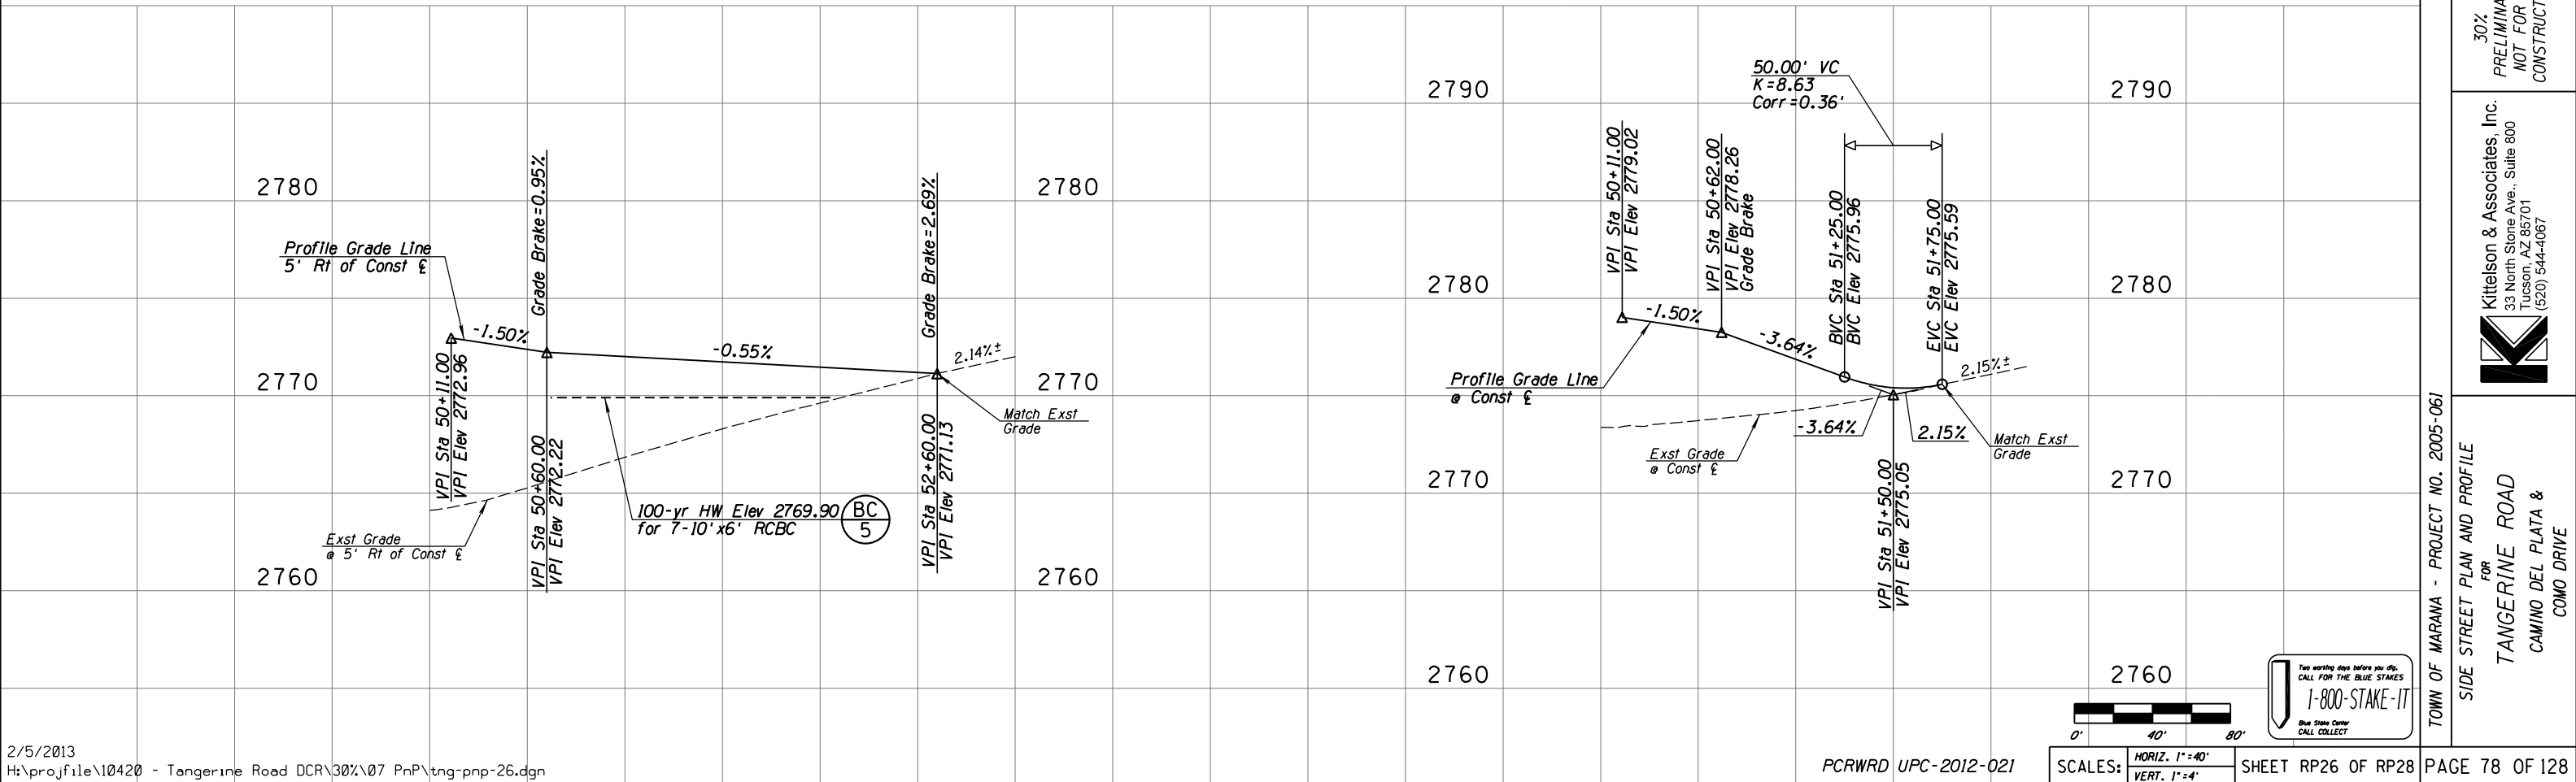 2780
2780
2770
2770
2760
2760
Profile Grade Line
5' Rt of Const ℄
-1.50%
VPI Sta 50+11.00
VPI Elev 2772.96
Grade Brake=0.95%
VPI Sta 50+60.00
VPI Elev 2772.22
-0.55%
Grade Brake=2.69%
VPI Sta 52+60.00
VPI Elev 2771.13
2.14%±
Match Exst
Grade
100-yr HW Elev 2769.90
for 7-10'x6' RCBC
BC
5
Exst Grade
@ 5' Rt of Const ℄
2790
2790
2780
2780
2770
2770
2760
2760
50.00' VC
K=8.63
Corr=0.36'
VPI Sta 50+11.00
VPI Elev 2779.02
VPI Sta 50+62.00
VPI Elev 2778.26
Grade Brake
BVC Sta 51+25.00
BVC Elev 2775.96
EVC Sta 51+75.00
EVC Elev 2775.59
-1.50%
-3.64%
2.15%±
Profile Grade Line
@ Const ℄
Exst Grade
@ Const ℄
-3.64%
2.15%
Match Exst
Grade
VPI Sta 51+50.00
VPI Elev 2775.05
30%
PRELIMINA
NOT FOR
CONSTRUCT
Kittelson & Associates, Inc.
33 North Stone Ave., Suite 800
Tucson, AZ 85701
(520) 544-4067
TOWN OF MARANA - PROJECT NO. 2005-061
SIDE STREET PLAN AND PROFILE
FOR
TANGERINE ROAD
CAMINO DEL PLATA &
COMO DRIVE
Two working days before you dig,
CALL FOR THE BLUE STAKES
1-800-STAKE-IT
Blue Stake Center
CALL COLLECT
0'
40'
80'
2/5/2013
H:\projfile\10420 - Tangerine Road DCR\30%\07 PnP\tng-pnp-26.dgn
PCRWRD UPC-2012-021
SCALES:
HORIZ. 1"=40'
VERT. 1"=4'
SHEET RP26 OF RP28
PAGE 78 OF 128